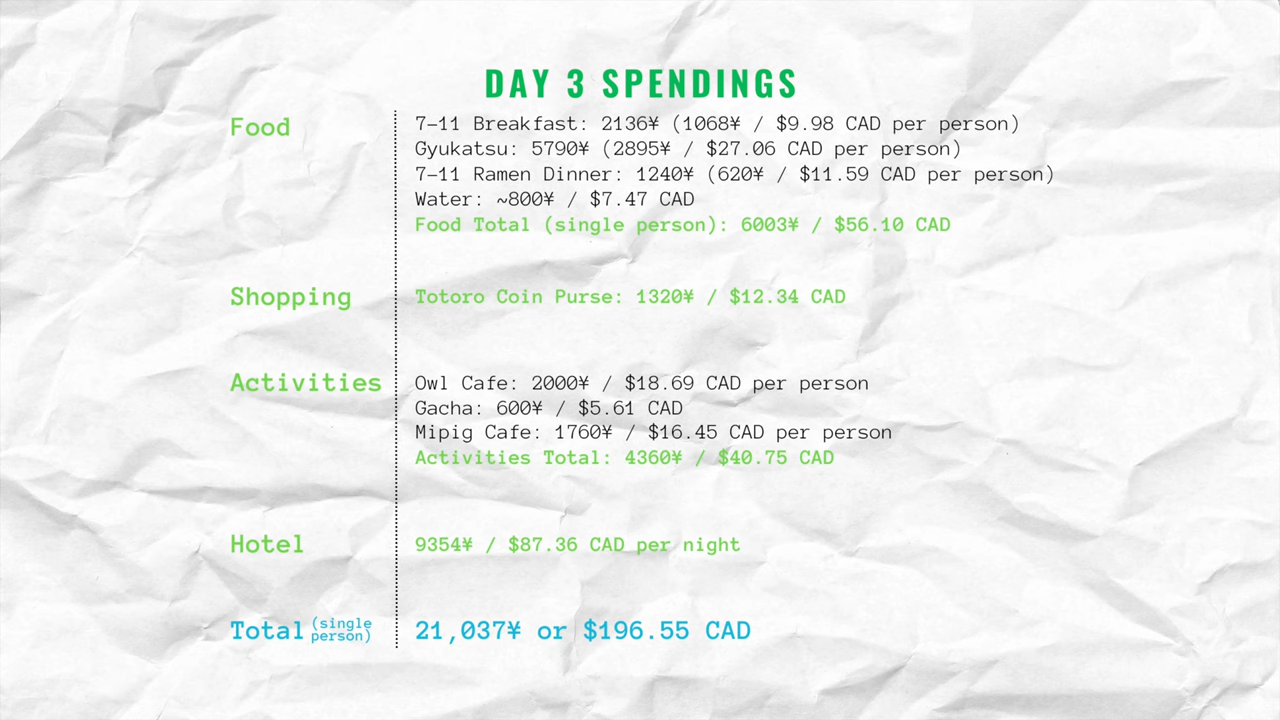 DAY 3 SPENDINGS
Food
7-11 Breakfast: 2136¥ (1068¥ / $9.98 CAD per person)
Gyukatsu: 5790¥ (2895¥ / $27.06 CAD per person)
7-11 Ramen Dinner: 1240¥ (620¥ / $11.59 CAD per person)
Water: ~800¥ / $7.47 CAD
Food Total (single person): 6003¥ / $56.10 CAD
Shopping
Totoro Coin Purse: 1320¥ / $12.34 CAD
Activities
Owl Cafe: 2000¥ / $18.69 CAD per person
Gacha: 600¥ / $5.61 CAD
Mipig Cafe: 1760¥ / $16.45 CAD per person
Activities Total: 4360¥ / $40.75 CAD
Hotel
9354¥ / $87.36 CAD per night
Total (single person)
21,037¥ or $196.55 CAD